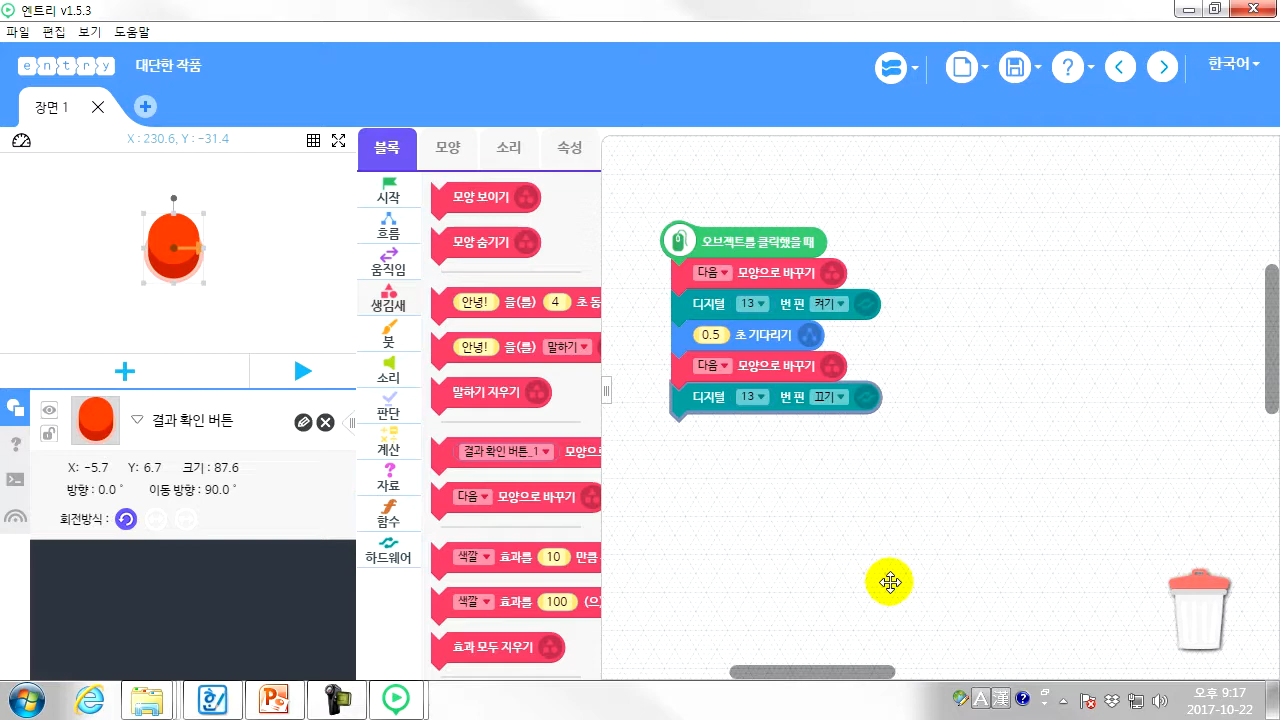 엔트리 v1.5.3
파일 편집 보기 도움말
entry 대단한 작품 한국어
장면 1
X : 230.6, Y : -31.4
블록 모양 소리 속성
시작
흐름
움직임
생김새
붓
소리
판단
계산
자료
함수
하드웨어
모양 보이기
모양 숨기기
안녕! 을(를) 4 초 동
안녕! 을(를) 말하기
말하기 지우기
결과 확인 버튼_1 모양으로
다음 모양으로 바꾸기
색깔 효과를 10 만큼
색깔 효과를 100 (으
효과 모두 지우기
오브젝트를 클릭했을 때
다음 모양으로 바꾸기
디지털 13 번 핀 켜기
0.5 초 기다리기
다음 모양으로 바꾸기
디지털 13 번 핀 끄기
결과 확인 버튼
X: -5.7 Y: 6.7 크기 : 87.6
방향 : 0.0 ° 이동 방향 : 90.0 °
회전방식 :
A 漢
오후 9:17
2017-10-22